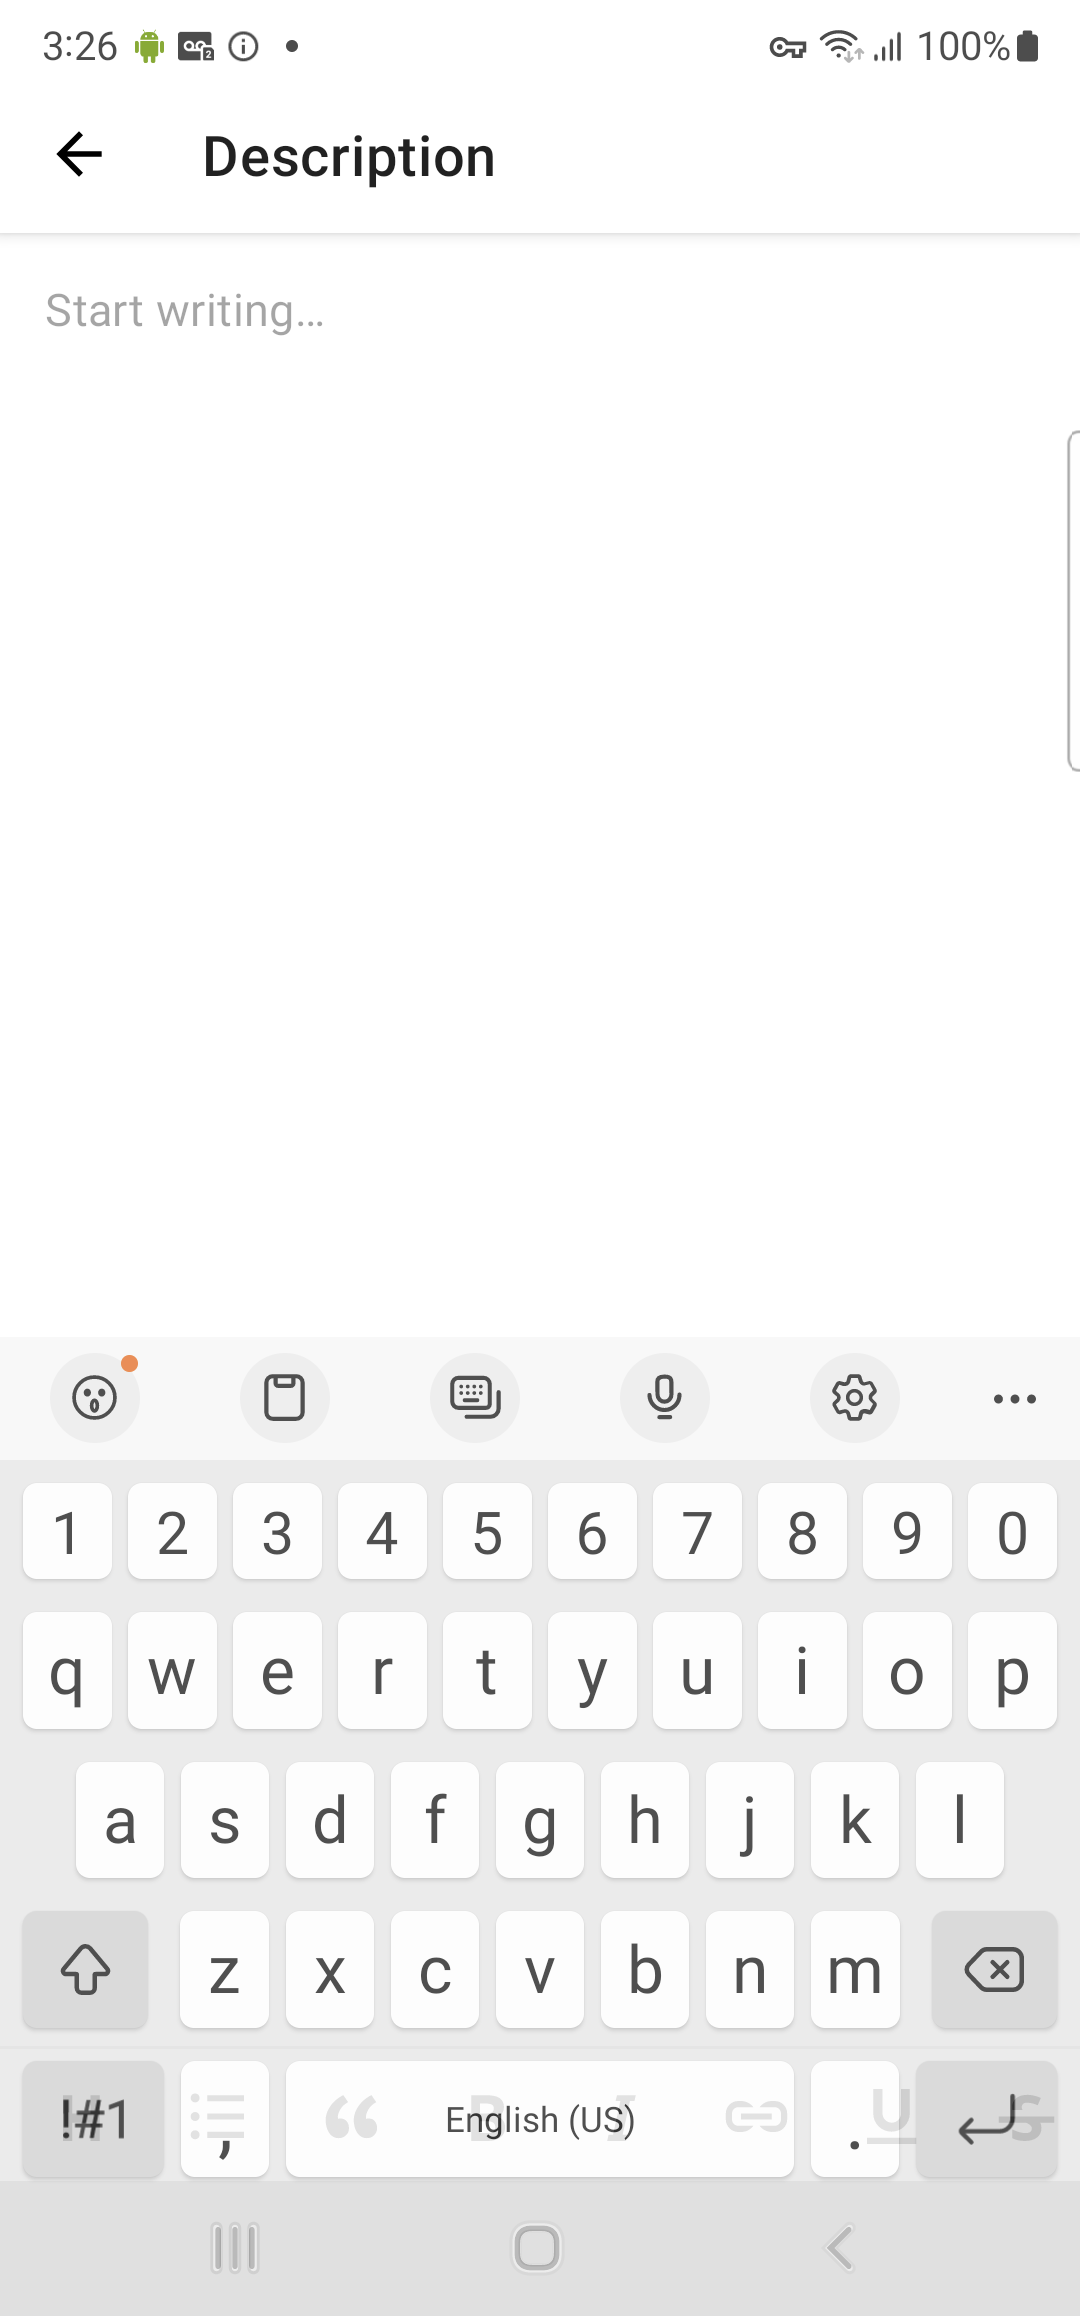 3:26 100%
Description
Start writing...
1 2 3 4 5 6 7 8 9 0
q w e r t y u i o p
a s d f g h j k l
z x c v b n m
!#1 , English (US) .
H B I U S